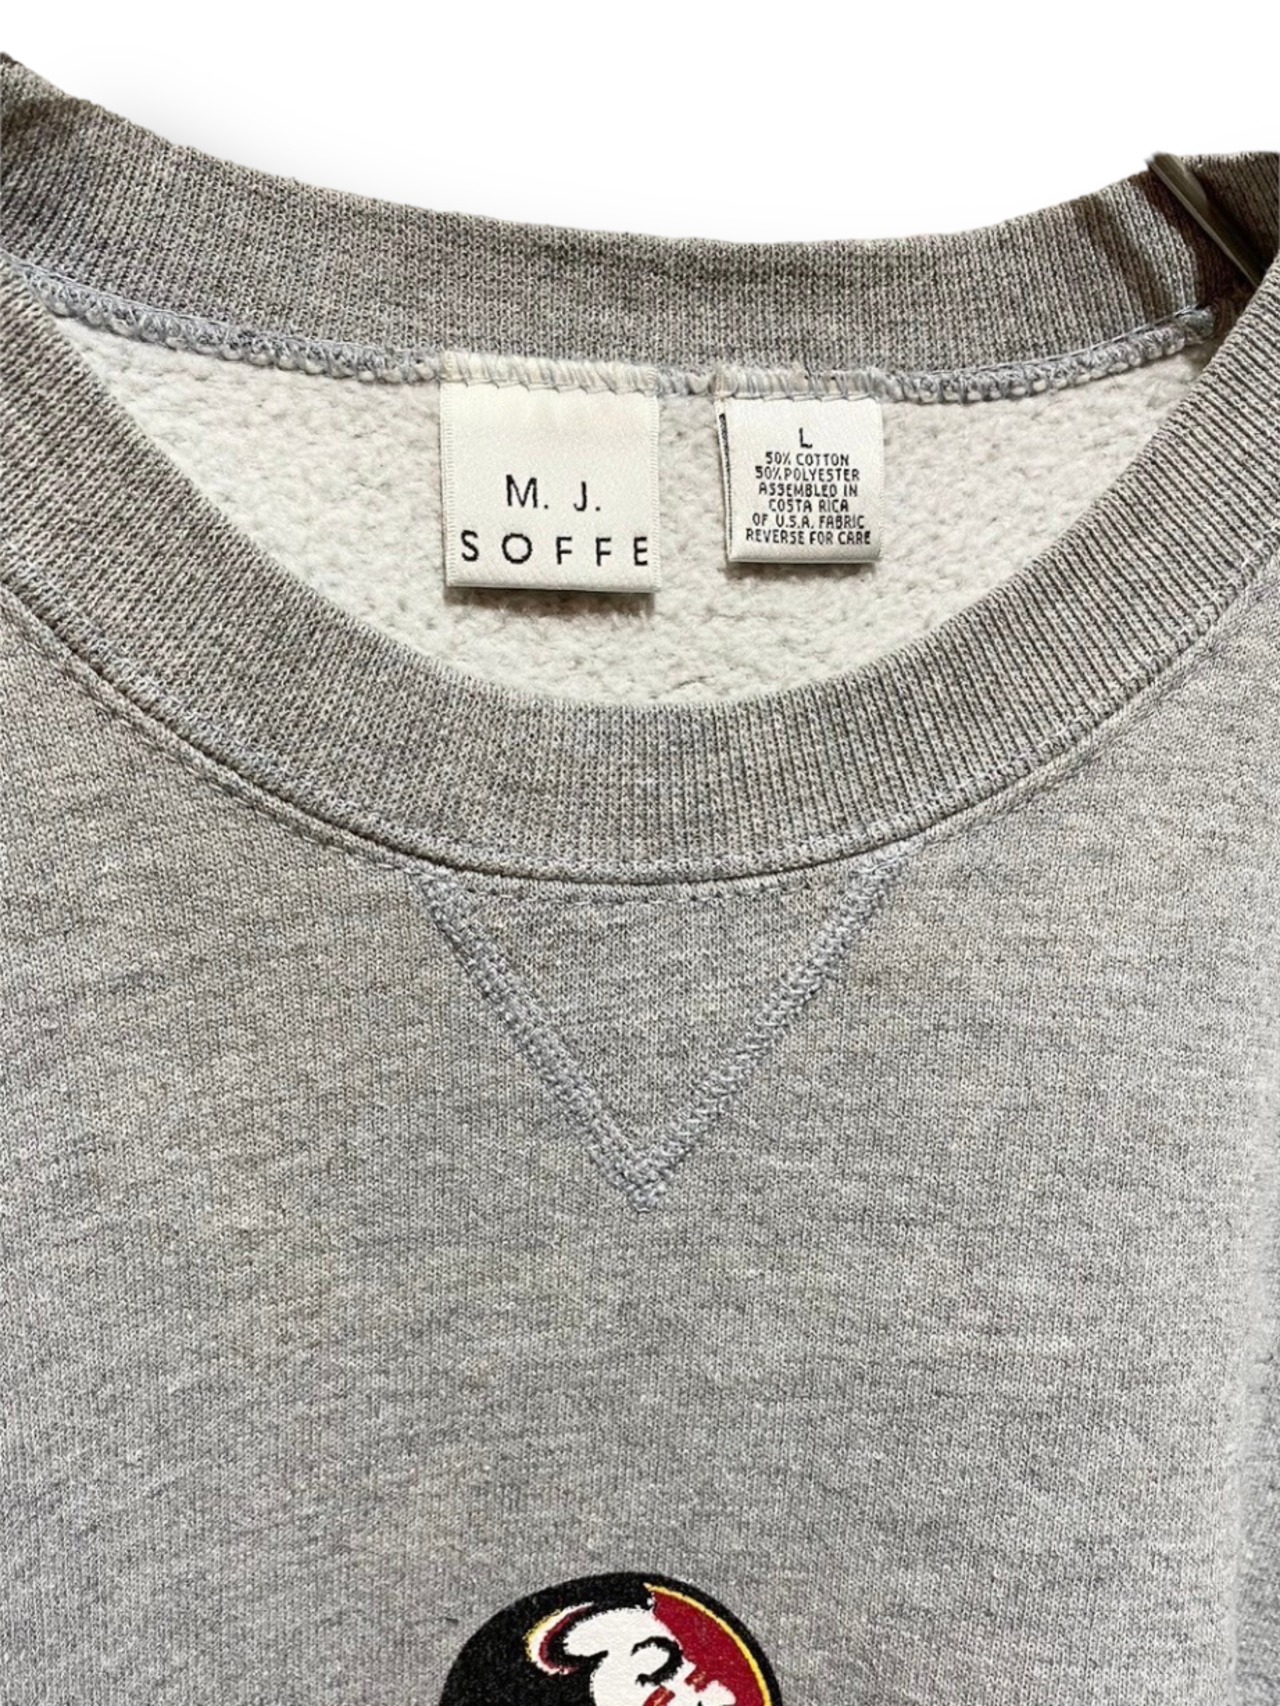 M. J.
SOFFE
L
50% COTTON
50% POLYESTER
ASSEMBLED IN
COSTA RICA
OF U.S.A. FABRIC
REVERSE FOR CARE